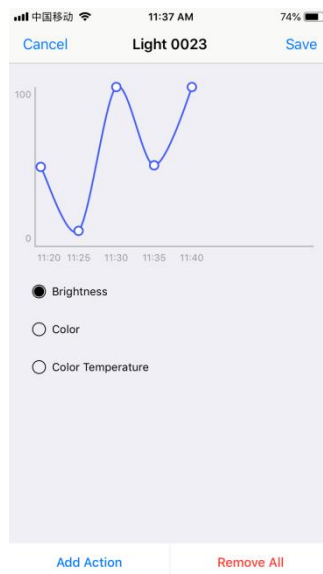 中国移动 11:37 AM 74%
Cancel Light 0023 Save
100
0
11:20 11:25 11:30 11:35 11:40
Brightness
Color
Color Temperature
Add Action Remove All